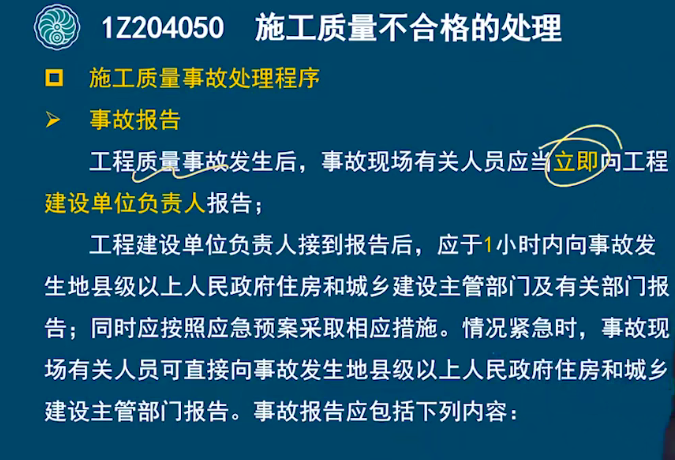 1Z204050 施工质量不合格的处理
施工质量事故处理程序
事故报告
工程质量事故发生后，事故现场有关人员应当立即向工程
建设单位负责人报告；
工程建设单位负责人接到报告后，应于1小时内向事故发
生地县级以上人民政府住房和城乡建设主管部门及有关部门报
告；同时应按照应急预案采取相应措施。情况紧急时，事故现
场有关人员可直接向事故发生地县级以上人民政府住房和城乡
建设主管部门报告。事故报告应包括下列内容：